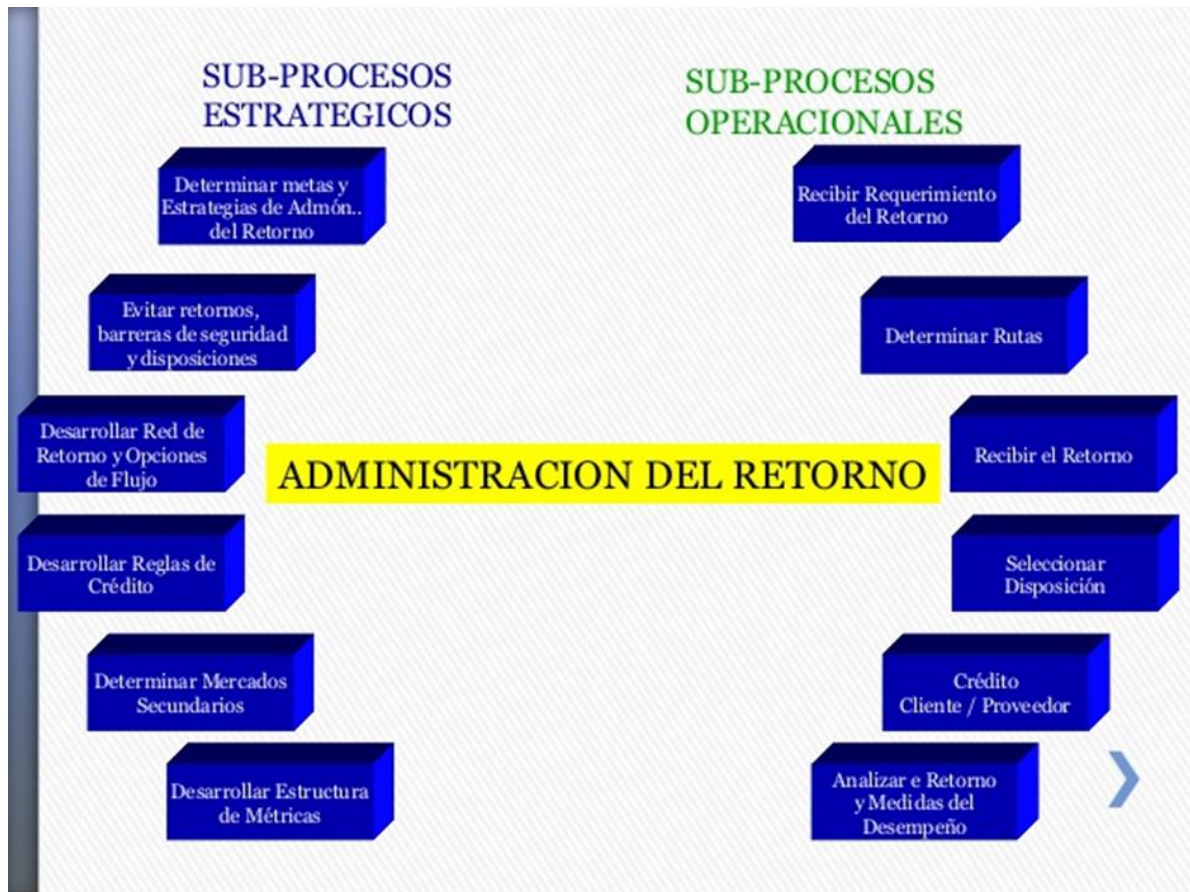 SUB-PROCESOS
ESTRATEGICOS
Determinar metas y
Estrategias de Admón..
del Retorno
Evitar retornos,
barreras de seguridad
y disposiciones
Desarrollar Red de
Retorno y Opciones
de Flujo
Desarrollar Reglas de
Crédito
Determinar Mercados
Secundarios
Desarrollar Estructura
de Métricas
ADMINISTRACION DEL RETORNO
SUB-PROCESOS
OPERACIONALES
Recibir Requerimiento
del Retorno
Determinar Rutas
Recibir el Retorno
Seleccionar
Disposición
Crédito
Cliente / Proveedor
Analizar e Retorno
y Medidas del
Desempeño